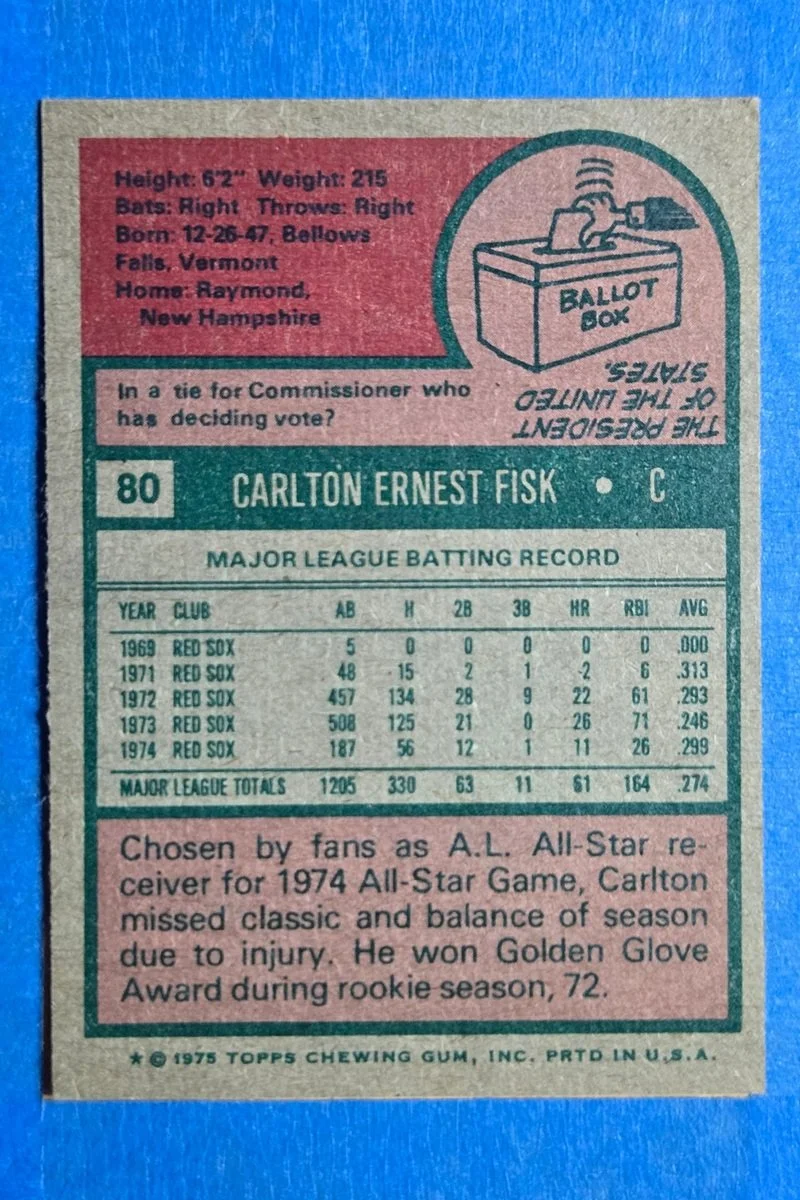 Height: 6'2" Weight: 215
Bats: Right Throws: Right
Born: 12-26-47, Bellows
Falls, Vermont
Home: Raymond,
New Hampshire
BALLOT
BOX
In a tie for Commissioner who
has deciding vote?
THE PRESIDENT
OF THE UNITED
STATES.
80 CARLTON ERNEST FISK • C
MAJOR LEAGUE BATTING RECORD
YEAR CLUB AB H 2B 3B HR RBI AVG
1969 RED SOX 5 0 0 0 0 0 .000
1971 RED SOX 48 15 2 1 2 6 .313
1972 RED SOX 457 134 28 9 22 61 .293
1973 RED SOX 508 125 21 0 26 71 .246
1974 RED SOX 187 56 12 1 11 26 .299
MAJOR LEAGUE TOTALS 1205 330 63 11 61 164 .274
Chosen by fans as A.L. All-Star re-
ceiver for 1974 All-Star Game, Carlton
missed classic and balance of season
due to injury. He won Golden Glove
Award during rookie season, 72.
★ © 1975 TOPPS CHEWING GUM, INC. PRTD IN U.S.A.